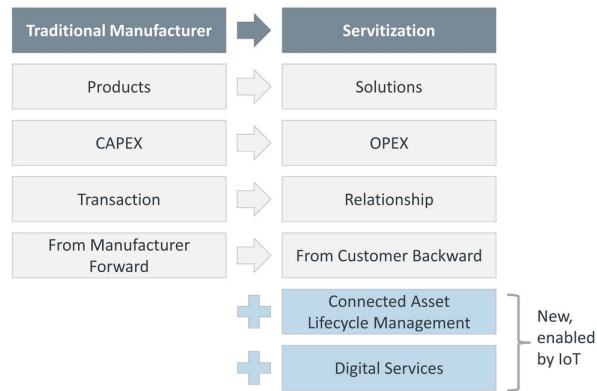 Traditional Manufacturer
Servitization
Products
Solutions
CAPEX
OPEX
Transaction
Relationship
From Manufacturer
Forward
From Customer Backward
Connected Asset
Lifecycle Management
Digital Services
New,
enabled
by IoT